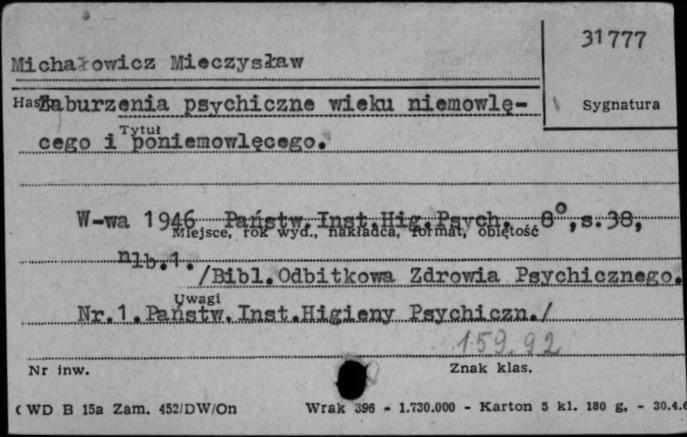 31777
Michałowicz Mieczysław
Hasło
Zaburzenia psychiczne wieku niemowlę-
Sygnatura
Tytuł
cego i poniemowlęcego.
W-wa 1946 Państw.Inst.Hig.Psych. 8°,s.38,
Miejsce, rok wyd., nakładca, format, objętość
nlb.1.
/Bibl.Odbitkowa Zdrowia Psychicznego.
Uwagi
Nr.1.Państw.Inst.Higieny Psychiczn./
159.92
Nr inw.
Znak klas.
CWD B 15a Zam. 452/DW/On Wrak 396 - 1.730.000 - Karton 5 kl. 180 g. - 30.4.6